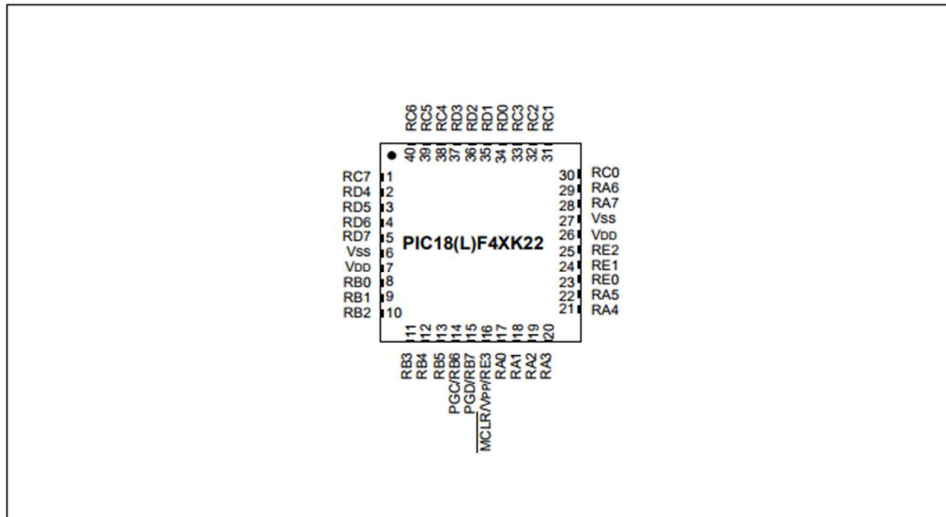 RC6
RC5
RC4
RD3
RD2
RD1
RD0
RC3
RC2
RC1
40
39
38
37
36
35
34
33
32
31
RC7 1
RD4 2
RD5 3
RD6 4
RD7 5
VSS 6
VDD 7
RB0 8
RB1 9
RB2 10
PIC18(L)F4XK22
30 RC0
29 RA6
28 RA7
27 VSS
26 VDD
25 RE2
24 RE1
23 RE0
22 RA5
21 RA4
11
12
13
14
15
16
17
18
19
20
RB3
RB4
RB5
PGC/RB6
PGD/RB7
MCLR/VPP/RE3
RA0
RA1
RA2
RA3